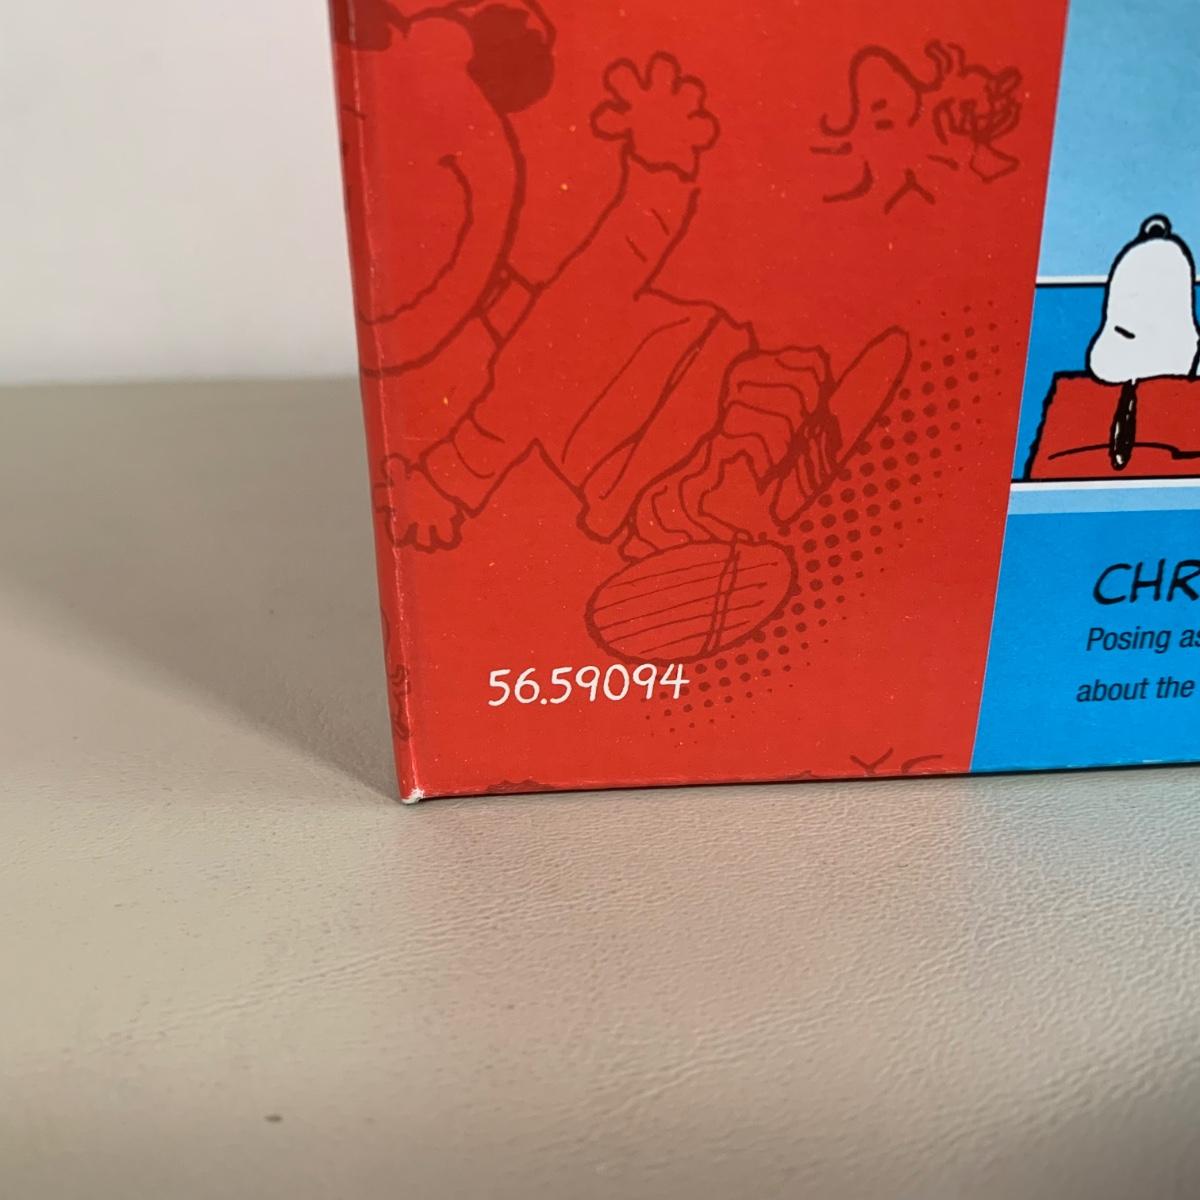 56.59094
CHR
Posing as
about the